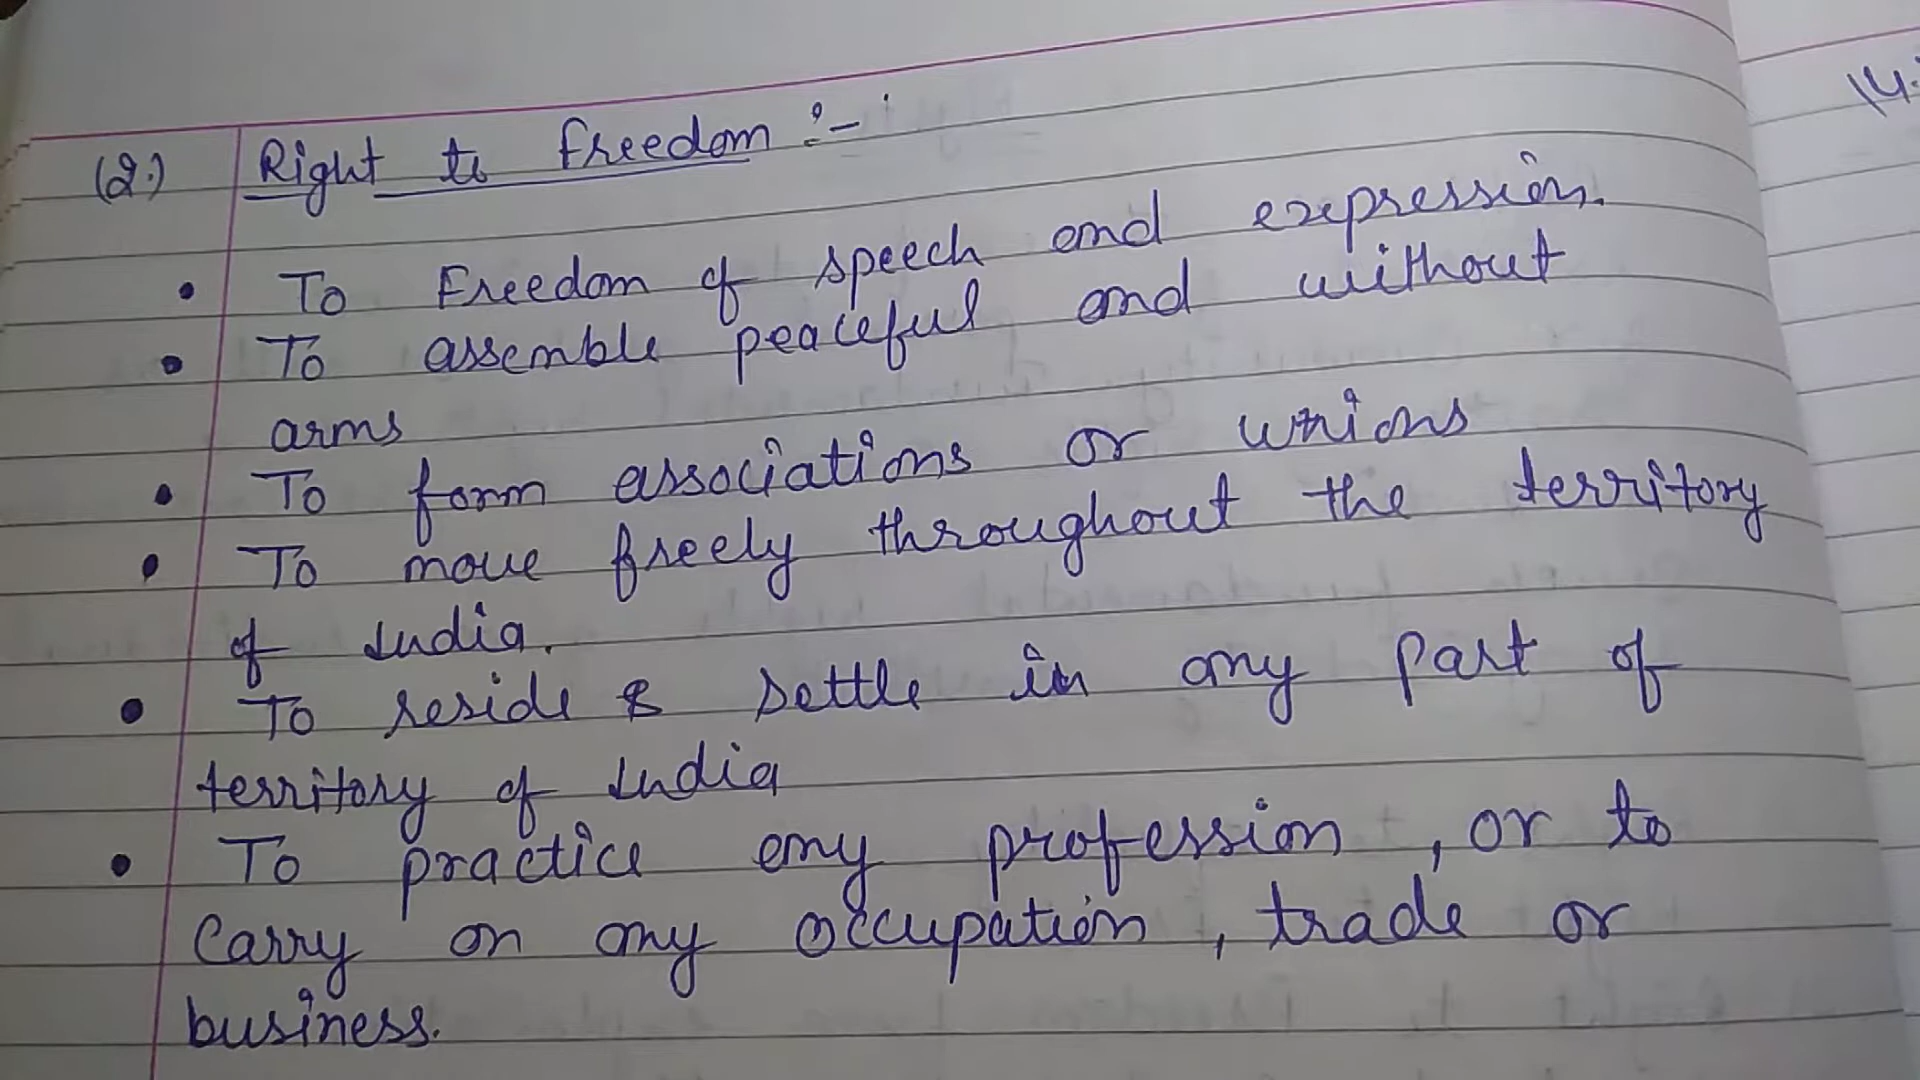 (2.) Right to freedom :-
• To Freedom of speech and expression.
• To assemble peaceful and without
arms
• To form associations or unions
• To move freely throughout the territory
of India.
• To reside & settle in any part of
territory of India
• To practice any profession, or to
carry on any occupation, trade or
business.
14.